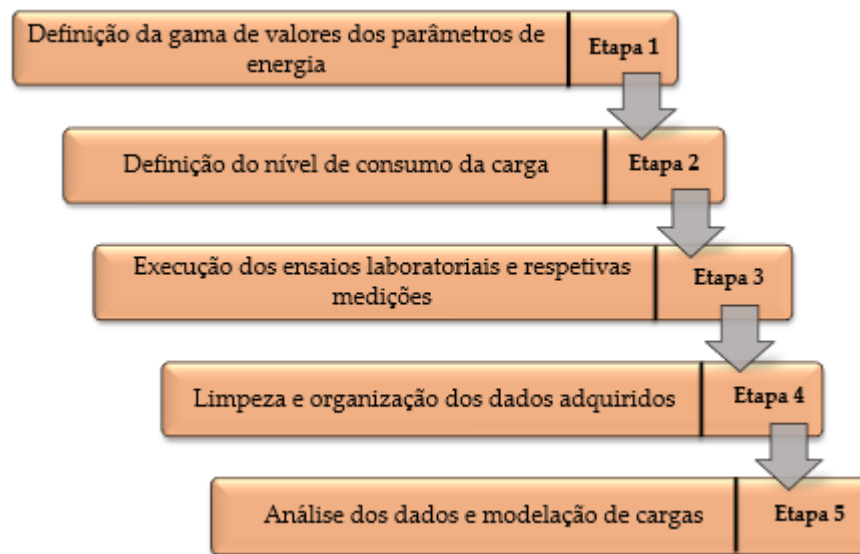 Definição da gama de valores dos parâmetros de
energia
Etapa 1
Definição do nível de consumo da carga
Etapa 2
Execução dos ensaios laboratoriais e respetivas
medições
Etapa 3
Limpeza e organização dos dados adquiridos
Etapa 4
Análise dos dados e modelação de cargas
Etapa 5